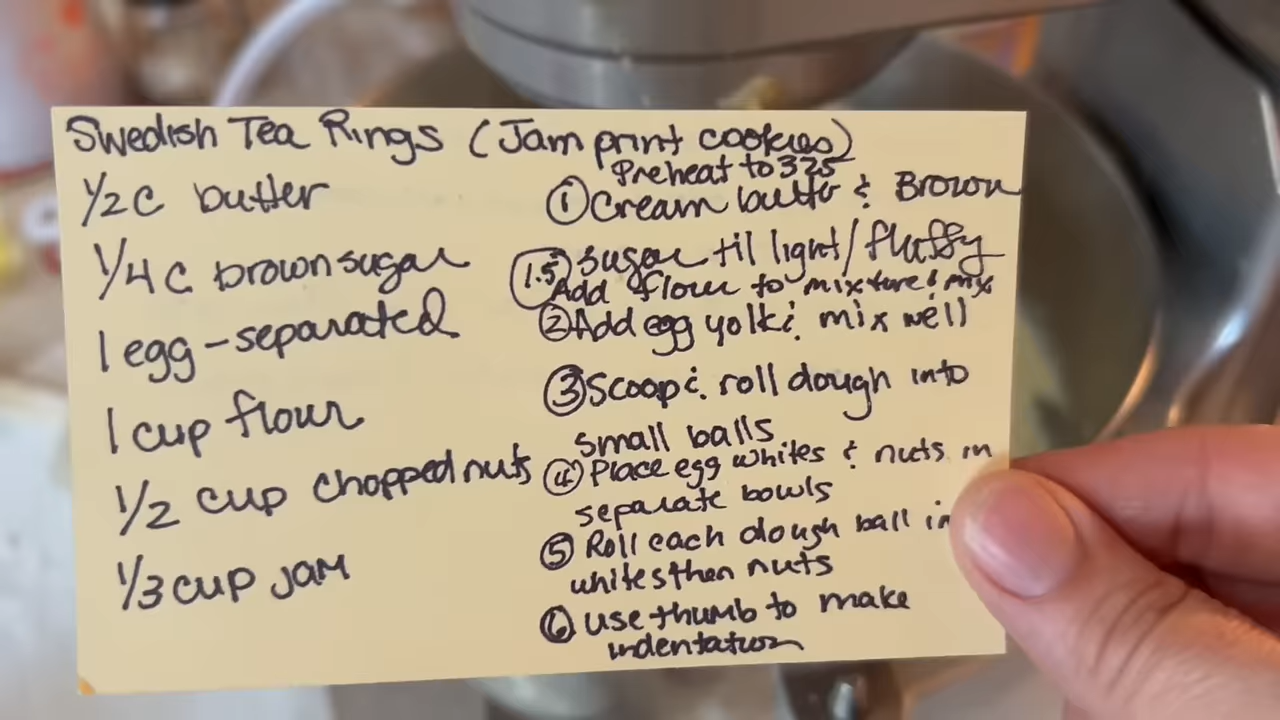 Swedish Tea Rings (Jam print cookies)
1/2 c butter
1/4 c brown sugar
1 egg - separated
1 cup flour
1/2 cup chopped nuts
1/3 cup jam
Preheat to 325
① Cream butter & Brown
sugar til light/fluffy
1.5 Add flour to mixture & mix
② Add egg yolk & mix well
③ Scoop & roll dough into
small balls
④ Place egg whites & nuts in
separate bowls
⑤ Roll each dough ball in
whites then nuts
⑥ use thumb to make
indentation